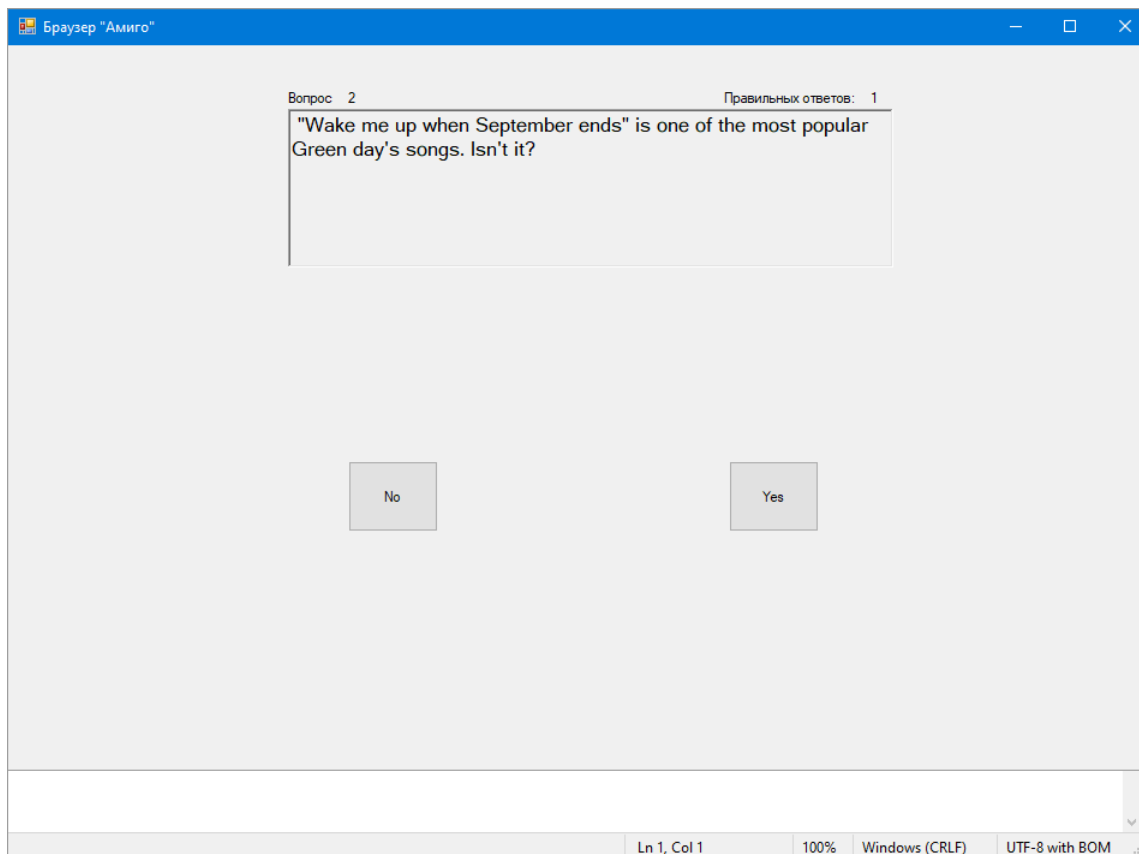 Браузер "Амиго"
Вопрос 2 Правильных ответов: 1
"Wake me up when September ends" is one of the most popular
Green day's songs. Isn't it?
No Yes
Ln 1, Col 1 100% Windows (CRLF) UTF-8 with BOM